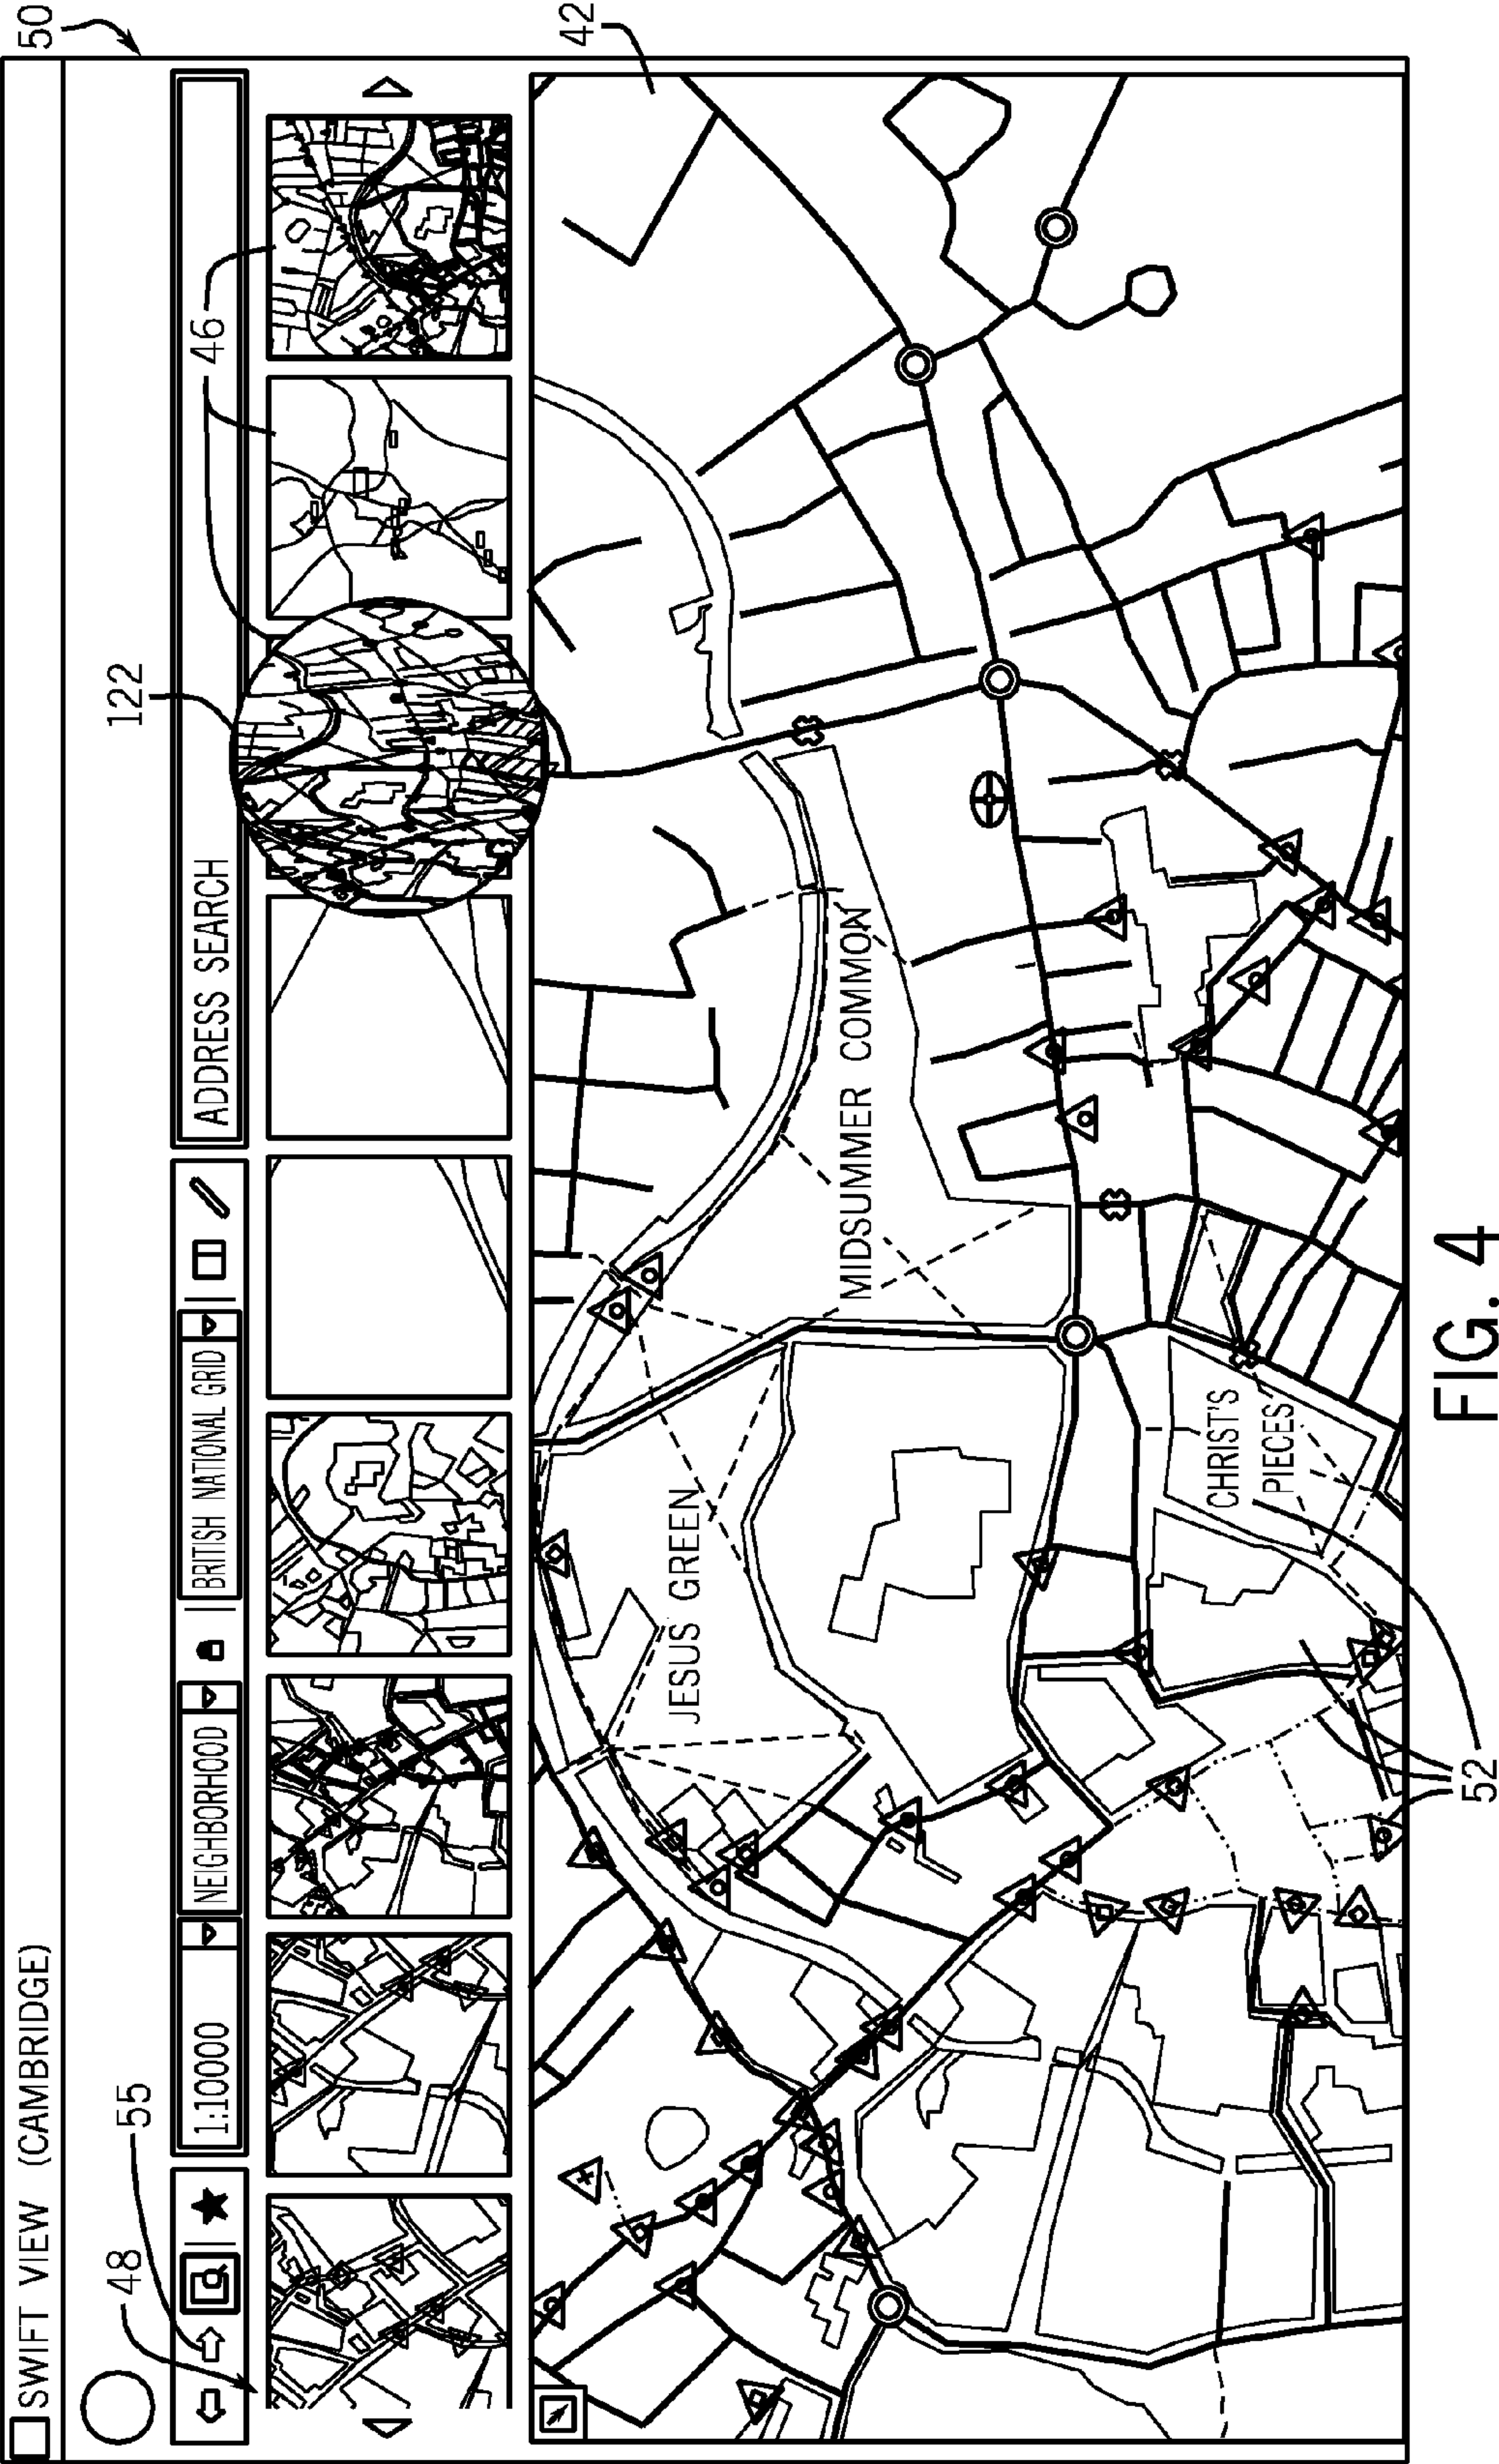 SWIFT VIEW (CAMBRIDGE)
50
48
55
122
46
1:10000
NEIGHBORHOOD
BRITISH NATIONAL GRID
ADDRESS SEARCH
42
JESUS GREEN
MIDSUMMER COMMON
CHRIST'S
PIECES
52
FIG. 4